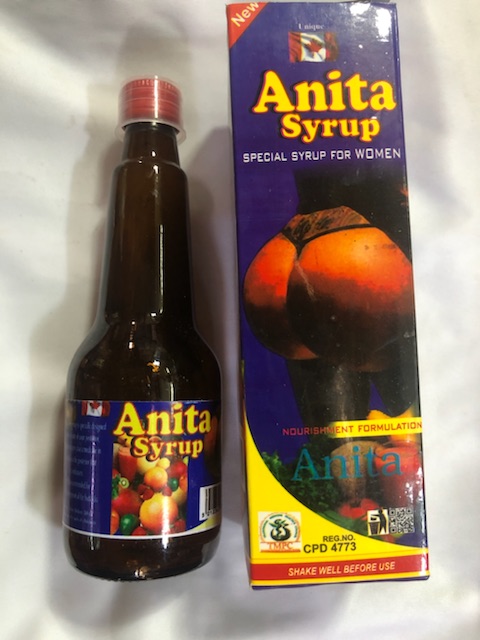 New
Unique
Anita
Syrup
SPECIAL SYRUP FOR WOMEN
NOURISHMENT FORMULATION
Anita
TMPC
REG.NO.
CPD 4773
SHAKE WELL BEFORE USE
Anita
Syrup